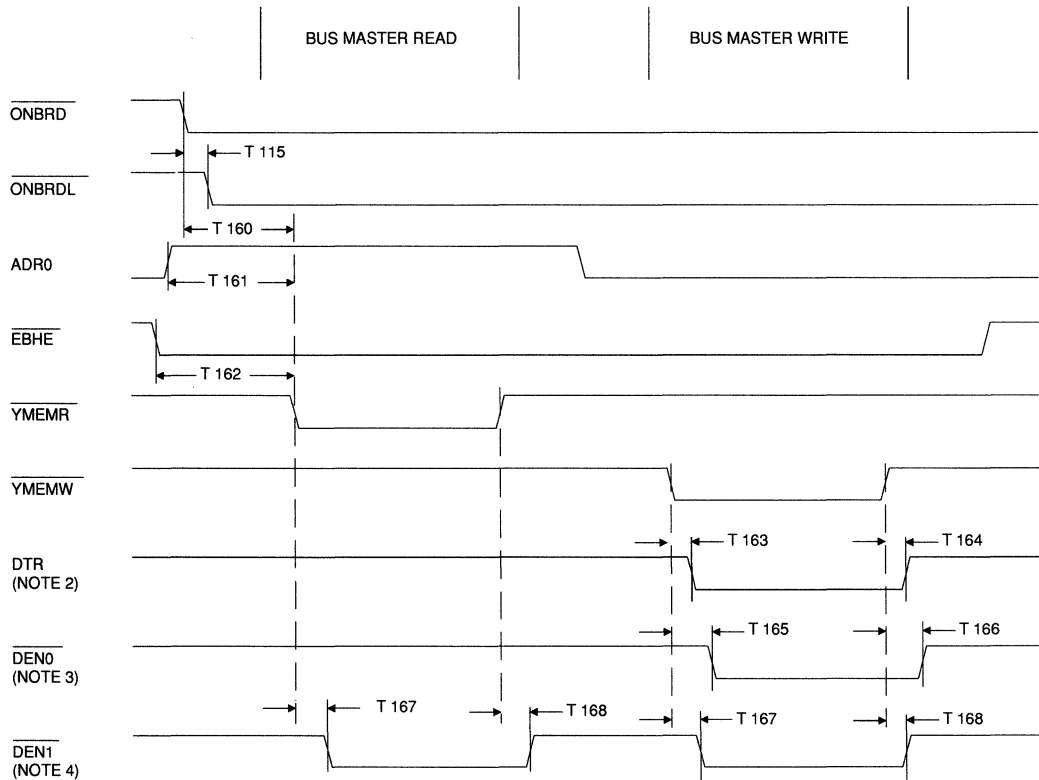 BUS MASTER READ
BUS MASTER WRITE
ONBRD
T 115
ONBRDL
T 160
ADR0
T 161
EBHE
T 162
YMEMR
YMEMW
T 163
T 164
DTR
(NOTE 2)
T 165
T 166
DEN0
(NOTE 3)
T 167
T 168
T 167
T 168
DEN1
(NOTE 4)